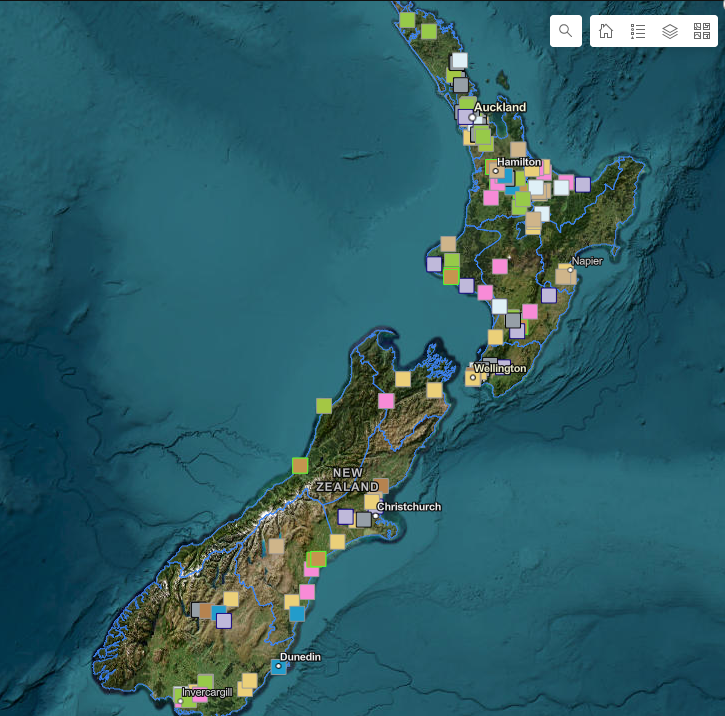 Auckland
Hamilton
Napier
Wellington
NEW
ZEALAND
Christchurch
Dunedin
Invercargill